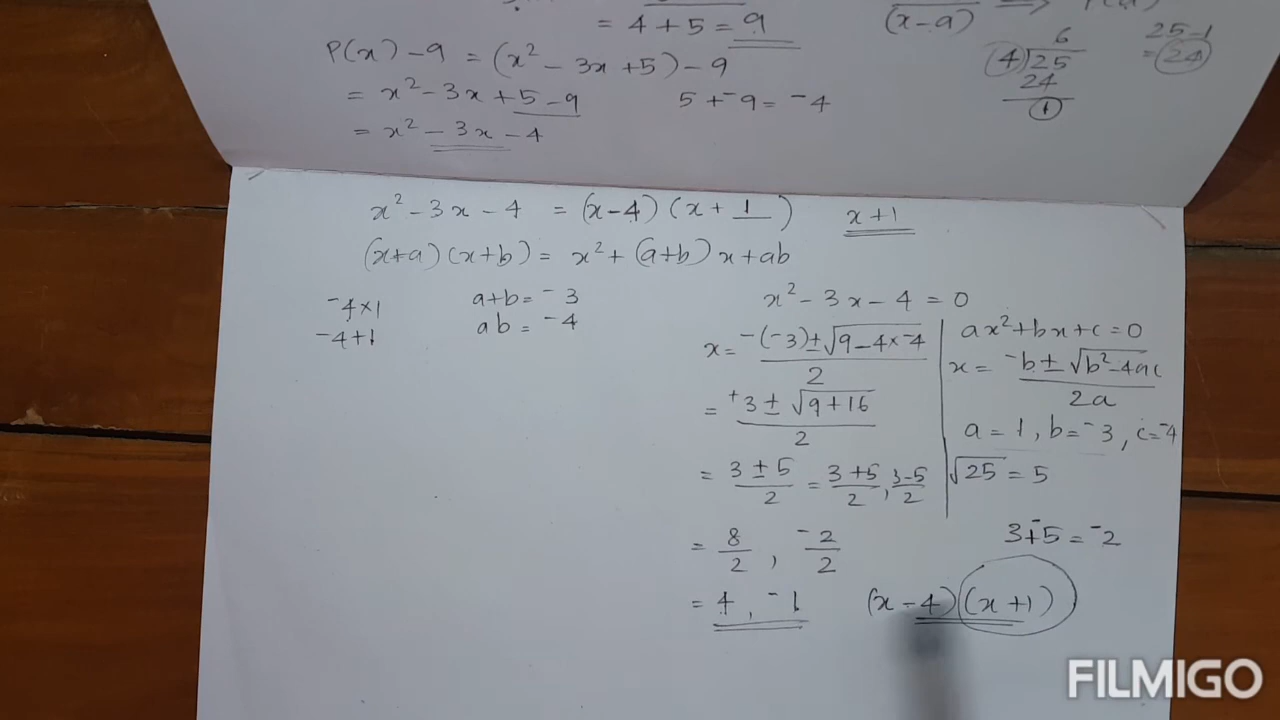 = 4 + 5 = 9
(x-a)
P(x) - 9 = (x² - 3x + 5) - 9
= x² - 3x + 5 - 9
5 + ⁻9 = ⁻4
= x² - 3x - 4
6
4)25
24
1
25-1
= 24
x² - 3x - 4 = (x-4)(x + 1)
x+1
(x+a)(x+b) = x² + (a+b)x + ab
⁻4×1
⁻4+1
a+b = ⁻3
ab = ⁻4
x² - 3x - 4 = 0
x = -(-3) ± √9-4×⁻4 / 2
= ⁺3 ± √9+16 / 2
= 3 ± 5 / 2 = 3+5 / 2 , 3-5 / 2
= 8/2 , ⁻2/2
= 4 , ⁻1
ax² + bx + c = 0
x = -b ± √b²-4ac / 2a
a = 1, b = ⁻3, c = ⁻4
√25 = 5
3+⁻5 = ⁻2
(x-4)(x+1)
FILMIGO